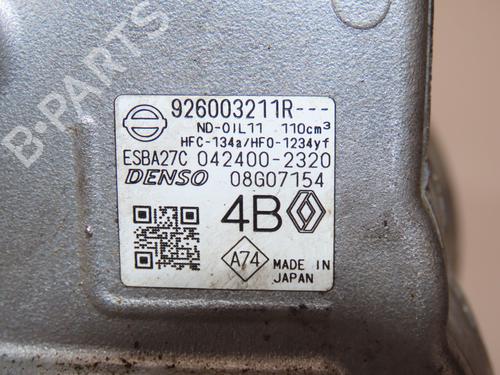 926003211R---
ND-OIL11 110cm³
HFC-134a/HFO-1234yf
ESBA27C 042400-2320
DENSO 08G07154
4B
A74 MADE IN
JAPAN
B-PARTS
B-PARTS